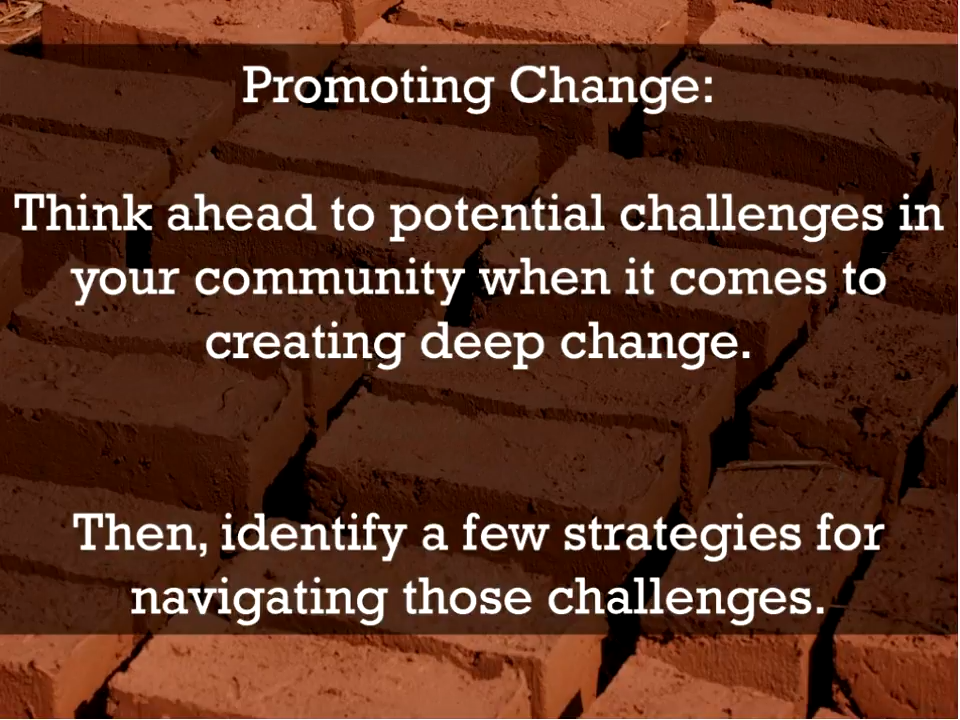 Promoting Change:
Think ahead to potential challenges in
your community when it comes to
creating deep change.
Then, identify a few strategies for
navigating those challenges.